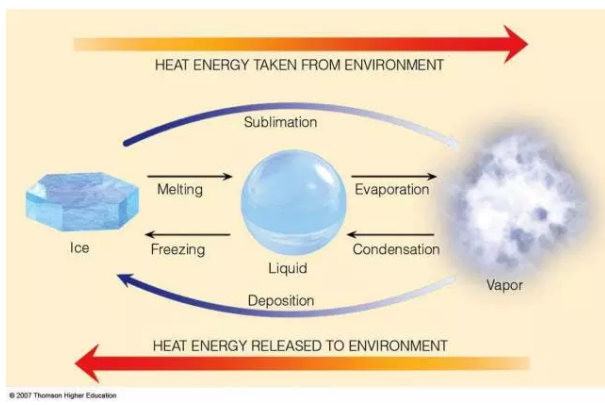 HEAT ENERGY TAKEN FROM ENVIRONMENT
Sublimation
Melting
Evaporation
Ice
Freezing
Liquid
Condensation
Vapor
Deposition
HEAT ENERGY RELEASED TO ENVIRONMENT
© 2007 Thomson Higher Education